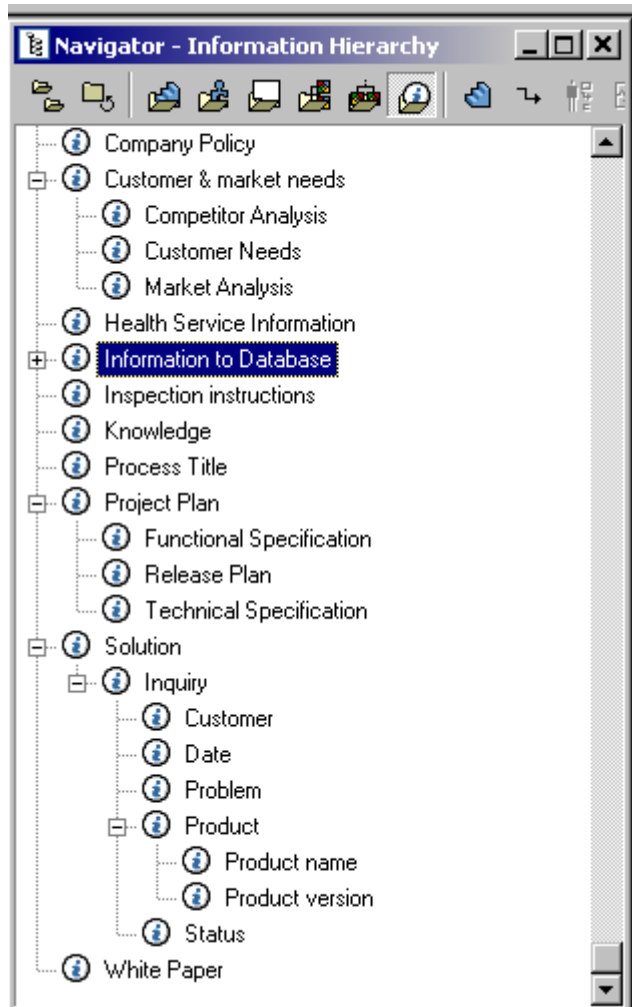 Navigator - Information Hierarchy
Company Policy
Customer & market needs
Competitor Analysis
Customer Needs
Market Analysis
Health Service Information
Information to Database
Inspection instructions
Knowledge
Process Title
Project Plan
Functional Specification
Release Plan
Technical Specification
Solution
Inquiry
Customer
Date
Problem
Product
Product name
Product version
Status
White Paper